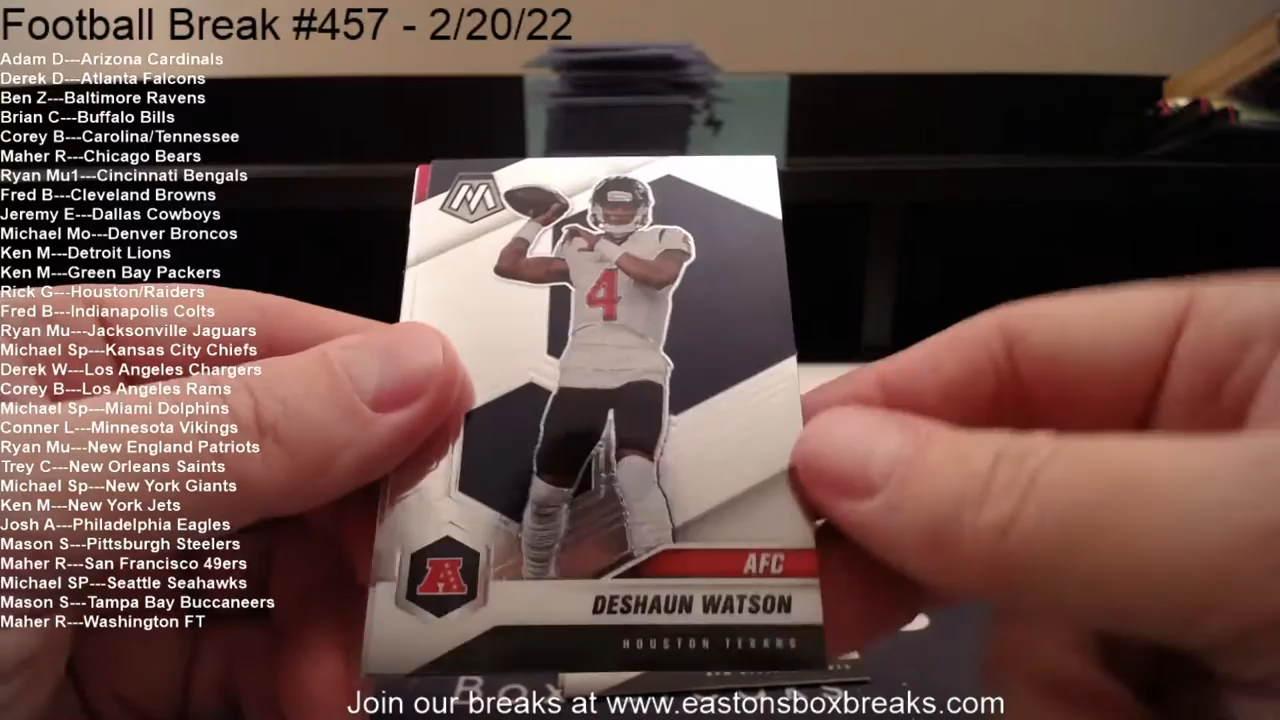 Football Break #457 - 2/20/22
Adam D---Arizona Cardinals
Derek D---Atlanta Falcons
Ben Z---Baltimore Ravens
Brian C---Buffalo Bills
Corey B---Carolina/Tennessee
Maher R---Chicago Bears
Ryan Mu1---Cincinnati Bengals
Fred B---Cleveland Browns
Jeremy E---Dallas Cowboys
Michael Mo---Denver Broncos
Ken M---Detroit Lions
Ken M---Green Bay Packers
Rick G---Houston/Raiders
Fred B---Indianapolis Colts
Ryan Mu---Jacksonville Jaguars
Michael Sp---Kansas City Chiefs
Derek W---Los Angeles Chargers
Corey B---Los Angeles Rams
Michael Sp---Miami Dolphins
Conner L---Minnesota Vikings
Ryan Mu---New England Patriots
Trey C---New Orleans Saints
Michael Sp---New York Giants
Ken M---New York Jets
Josh A---Philadelphia Eagles
Mason S---Pittsburgh Steelers
Maher R---San Francisco 49ers
Michael SP---Seattle Seahawks
Mason S---Tampa Bay Buccaneers
Maher R---Washington FT
M
4
A
AFC
DESHAUN WATSON
HOUSTON TEXANS
Join our breaks at www.eastonsboxbreaks.com